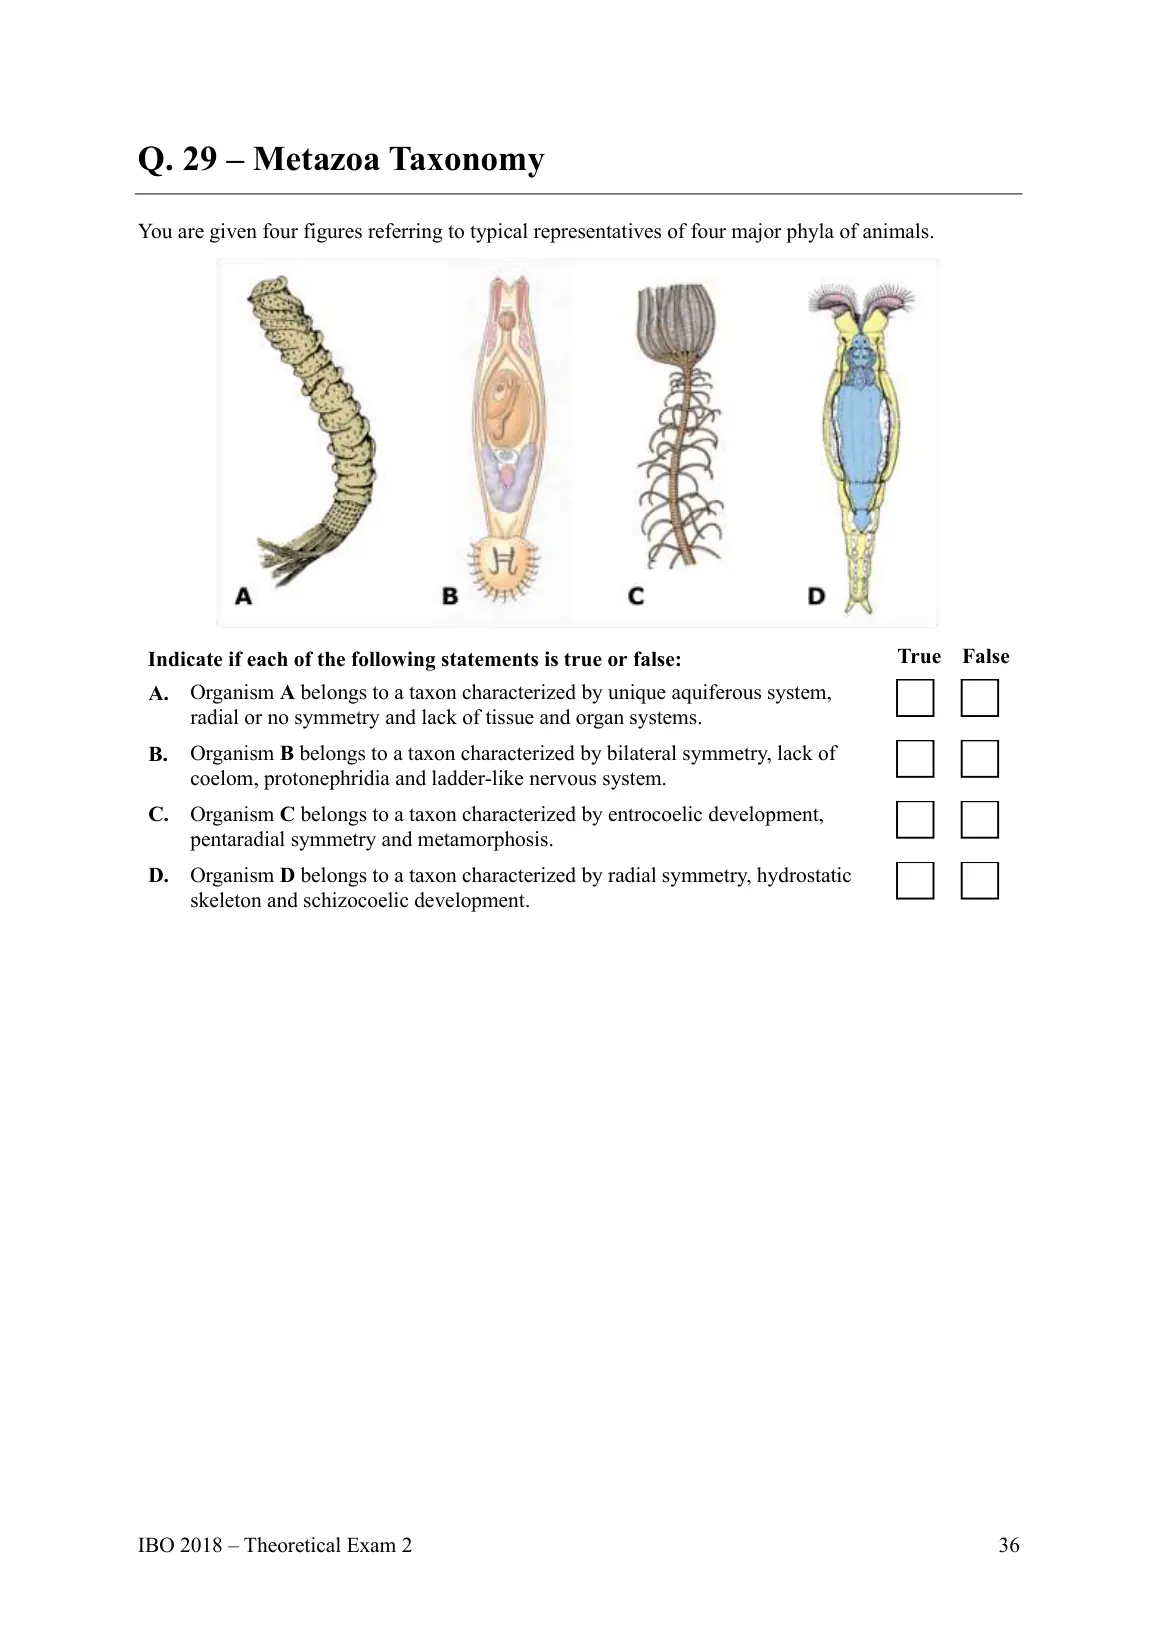 Q. 29 – Metazoa Taxonomy
You are given four figures referring to typical representatives of four major phyla of animals.
A B C D
Indicate if each of the following statements is true or false: True False
A. Organism A belongs to a taxon characterized by unique aquiferous system,
radial or no symmetry and lack of tissue and organ systems.
B. Organism B belongs to a taxon characterized by bilateral symmetry, lack of
coelom, protonephridia and ladder-like nervous system.
C. Organism C belongs to a taxon characterized by entrocoelic development,
pentaradial symmetry and metamorphosis.
D. Organism D belongs to a taxon characterized by radial symmetry, hydrostatic
skeleton and schizocoelic development.
IBO 2018 – Theoretical Exam 2 36